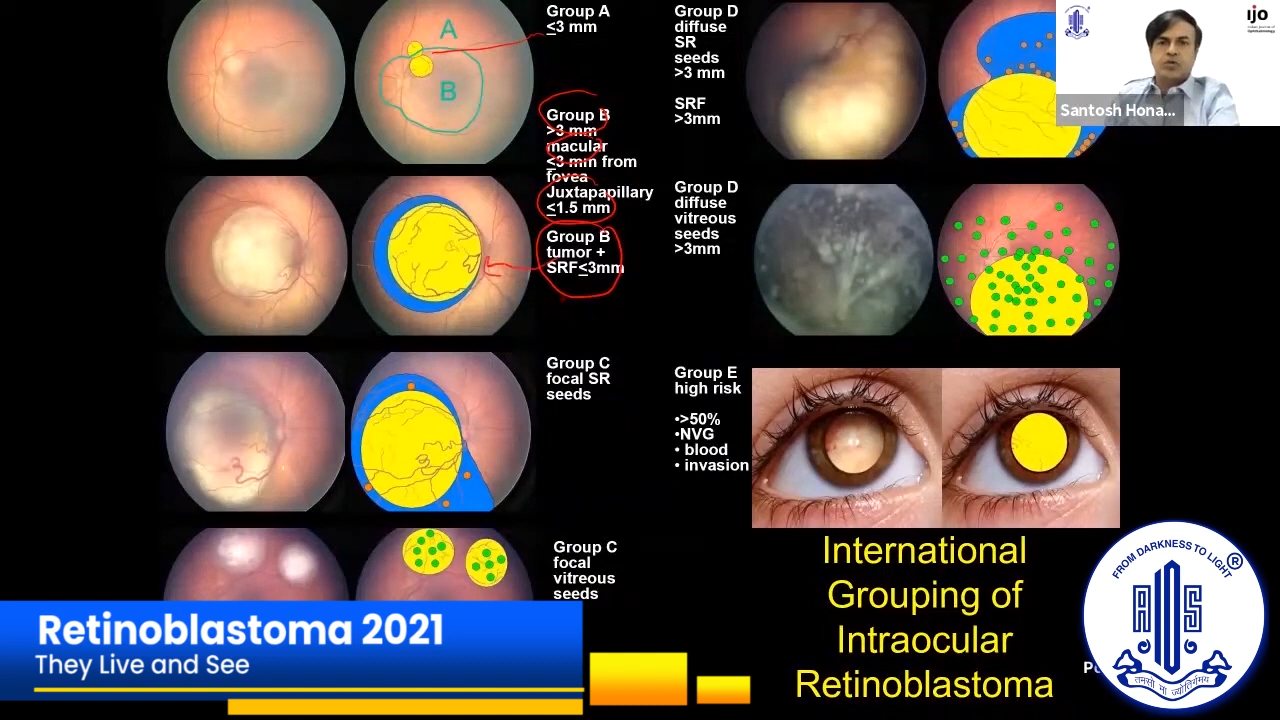 Group A
<3 mm
A
B
Group B
>3 mm
macular
<3 mm from
fovea
Juxtapapillary
<1.5 mm
Group B
tumor +
SRF<3mm
Group C
focal SR
seeds
Group C
focal
vitreous
seeds
Group D
diffuse
SR
seeds
>3 mm
SRF
>3mm
Group D
diffuse
vitreous
seeds
>3mm
Group E
high risk
•>50%
•NVG
• blood
• invasion
International
Grouping of
Intraocular
Retinoblastoma
Santosh Hona...
ijo
Retinoblastoma 2021
They Live and See
FROM DARKNESS TO LIGHT
®
AIOS
तमसो मा ज्योतिर्गमय